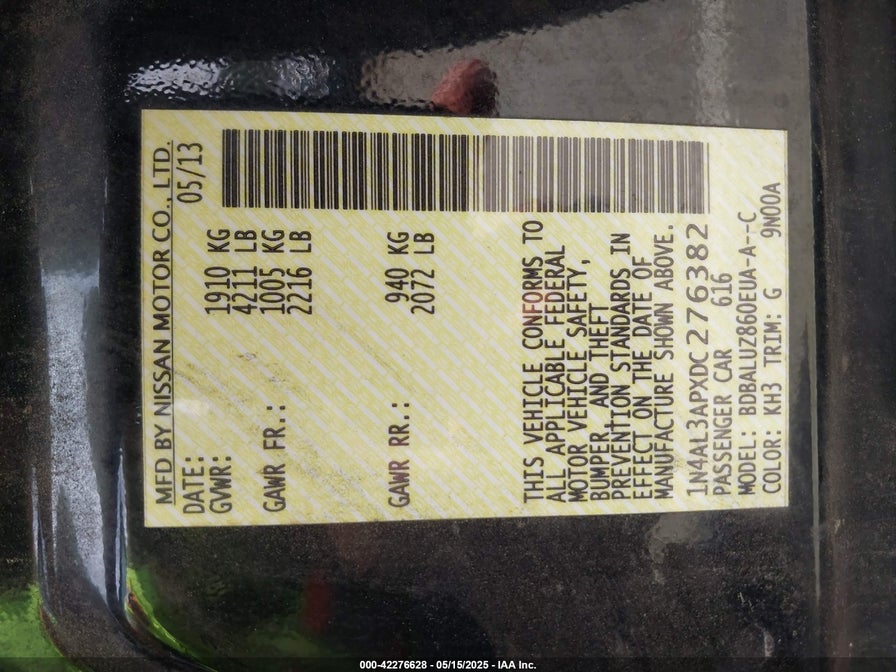 MFD BY NISSAN MOTOR CO., LTD.
DATE: 05/13
GVWR: 1910 KG
4211 LB
GAWR FR.: 1005 KG
2216 LB
GAWR RR.: 940 KG
2072 LB
THIS VEHICLE CONFORMS TO
ALL APPLICABLE FEDERAL
MOTOR VEHICLE SAFETY,
BUMPER, AND THEFT
PREVENTION STANDARDS IN
EFFECT ON THE DATE OF
MANUFACTURE SHOWN ABOVE.
1N4AL3APXDC276382
PASSENGER CAR 616
MODEL: BDBALUZ860EUA-A--C
COLOR: KH3 TRIM: G 9N00A
000-42276628 - 05/15/2025 - IAA Inc.